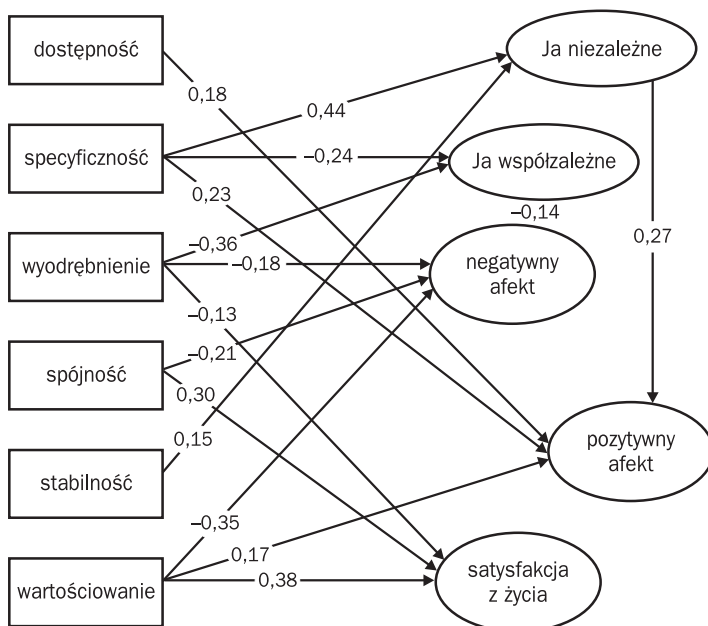 dostępność
Ja niezależne
0,18
0,44
specyficzność
–0,24
Ja współzależne
0,23
–0,14
–0,36
0,27
wyodrębnienie
–0,18
negatywny
afekt
–0,13
–0,21
spójność
0,30
0,15
pozytywny
afekt
stabilność
–0,35
0,17
wartościowanie
0,38
satysfakcja
z życia